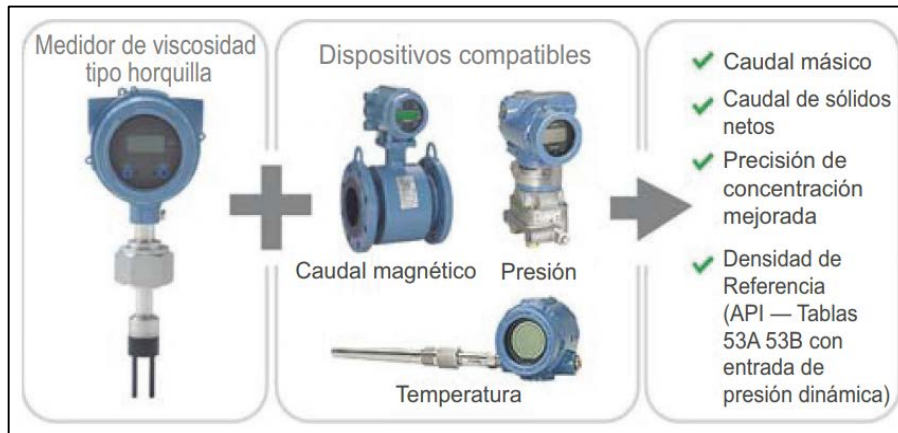 Medidor de viscosidad
tipo horquilla
Dispositivos compatibles
Caudal magnético
Presión
Temperatura
Caudal másico
Caudal de sólidos
netos
Precisión de
concentración
mejorada
Densidad de
Referencia
(API — Tablas
53A 53B con
entrada de
presión dinámica)